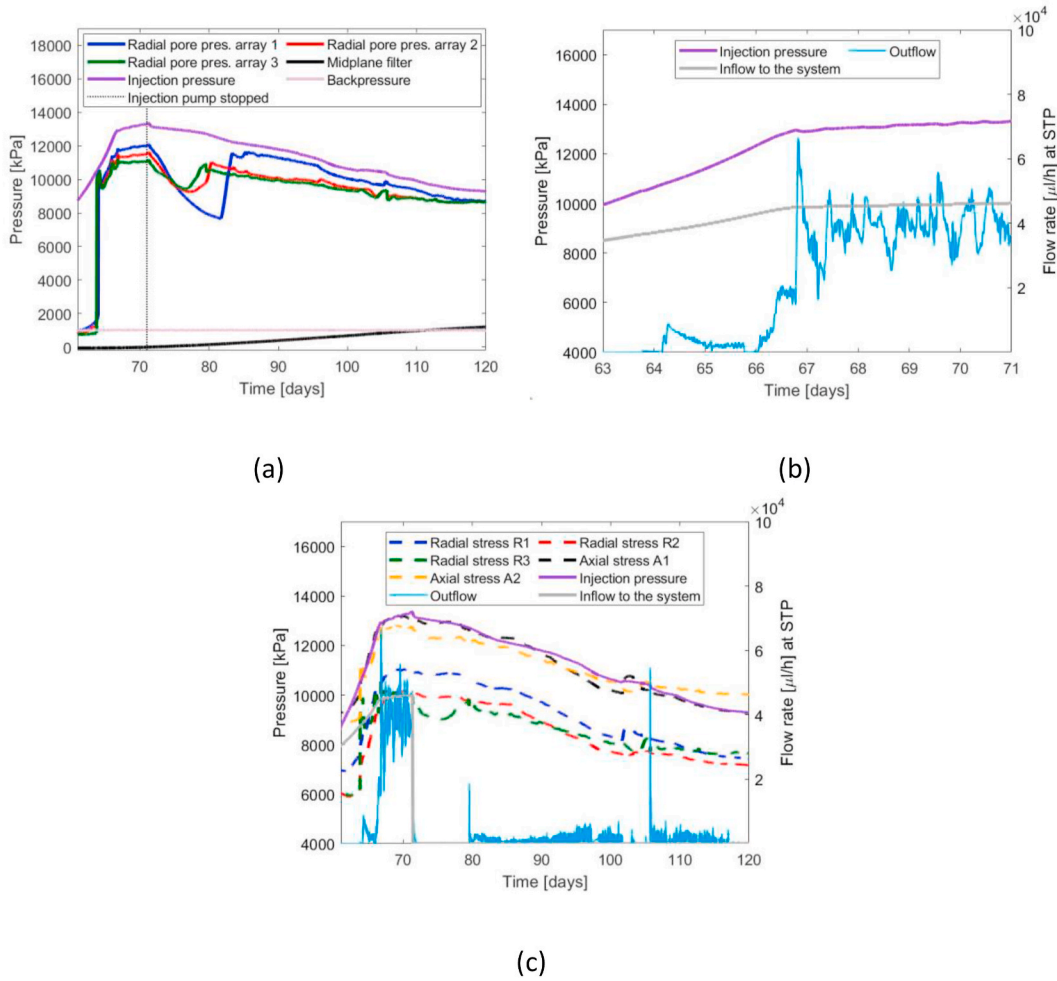 Radial pore pres. array 1 Radial pore pres. array 2
Radial pore pres. array 3 Midplane filter
Injection pressure Backpressure
Injection pump stopped
Pressure [kPa]
18000
16000
14000
12000
10000
8000
6000
4000
2000
0
70 80 90 100 110 120
Time [days]
(a)
×10⁴
Injection pressure Outflow
Inflow to the system
Pressure [kPa]
16000
14000
12000
10000
8000
6000
4000
10
8
6
4
2
Flow rate [μl/h] at STP
63 64 65 66 67 68 69 70 71
Time [days]
(b)
×10⁴
Radial stress R1 Radial stress R2
Radial stress R3 Axial stress A1
Axial stress A2 Injection pressure
Outflow Inflow to the system
Pressure [kPa]
16000
14000
12000
10000
8000
6000
4000
10
8
6
4
2
Flow rate [μl/h] at STP
70 80 90 100 110 120
Time [days]
(c)